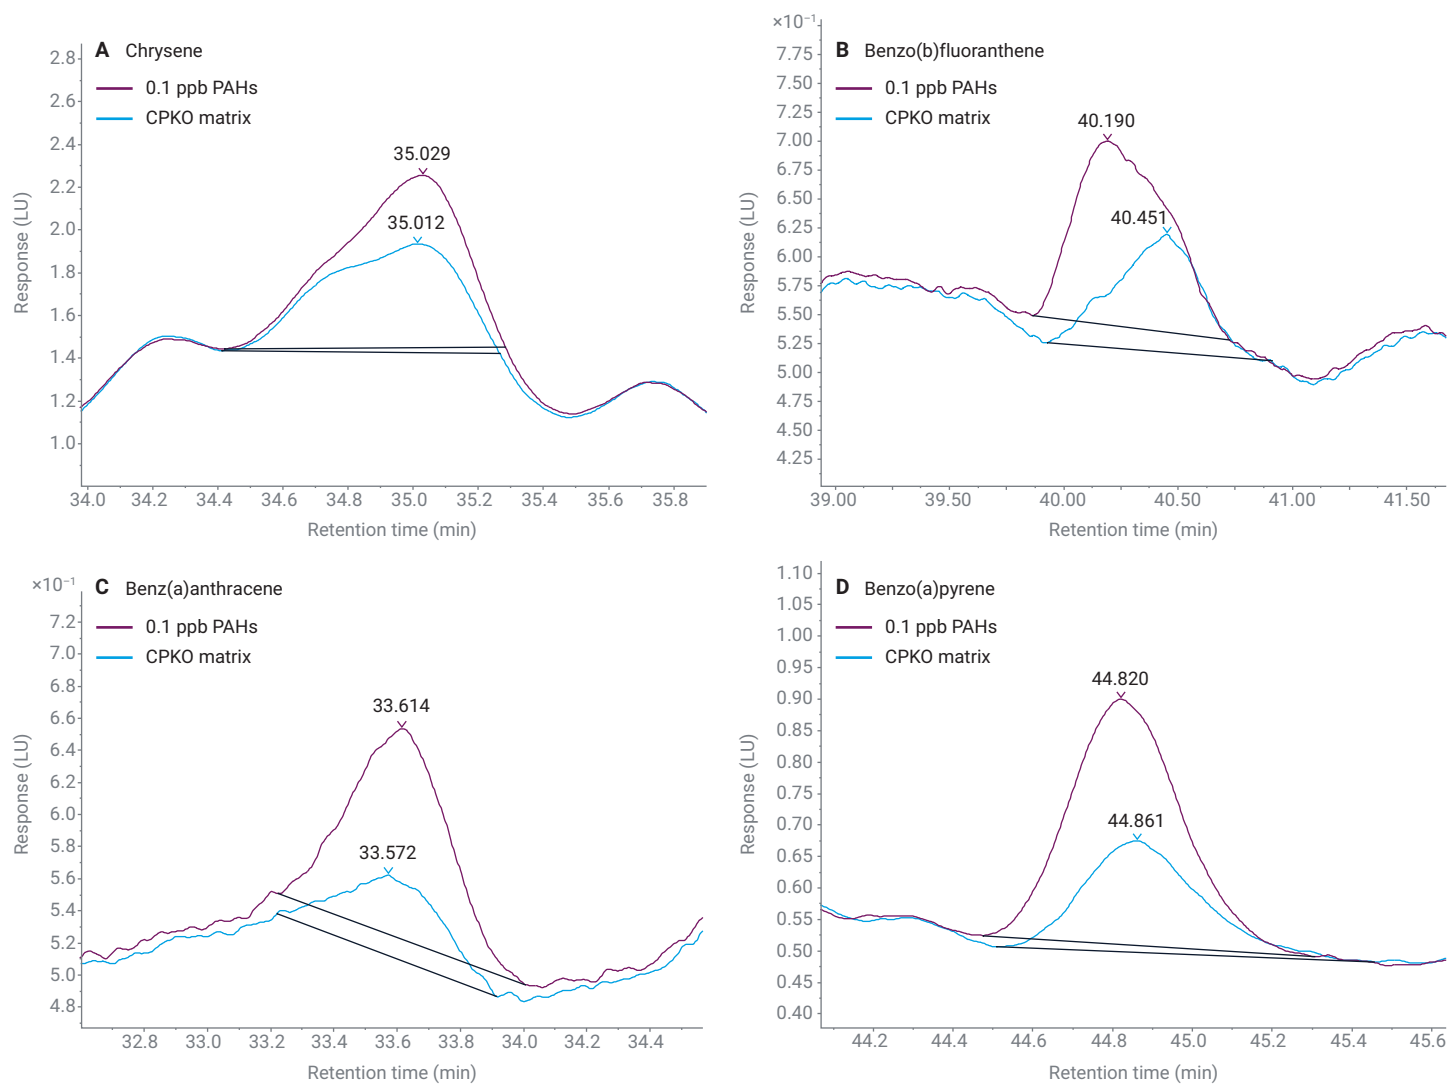 A Chrysene
0.1 ppb PAHs
CPKO matrix
2.8
2.6
2.4
2.2
2.0
1.8
1.6
1.4
1.2
1.0
Response (LU)
35.029
35.012
34.0 34.2 34.4 34.6 34.8 35.0 35.2 35.4 35.6 35.8
Retention time (min)
×10⁻¹
B Benzo(b)fluoranthene
0.1 ppb PAHs
CPKO matrix
7.75
7.50
7.25
7.00
6.75
6.50
6.25
6.00
5.75
5.50
5.25
5.00
4.75
4.50
4.25
Response (LU)
40.190
40.451
39.00 39.50 40.00 40.50 41.00 41.50
Retention time (min)
×10⁻¹
C Benz(a)anthracene
0.1 ppb PAHs
CPKO matrix
7.2
7.0
6.8
6.6
6.4
6.2
6.0
5.8
5.6
5.4
5.2
5.0
4.8
Response (LU)
33.614
33.572
32.8 33.0 33.2 33.4 33.6 33.8 34.0 34.2 34.4
Retention time (min)
D Benzo(a)pyrene
0.1 ppb PAHs
CPKO matrix
1.10
1.05
1.00
0.95
0.90
0.85
0.80
0.75
0.70
0.65
0.60
0.55
0.50
0.45
0.40
Response (LU)
44.820
44.861
44.2 44.4 44.6 44.8 45.0 45.2 45.4 45.6
Retention time (min)